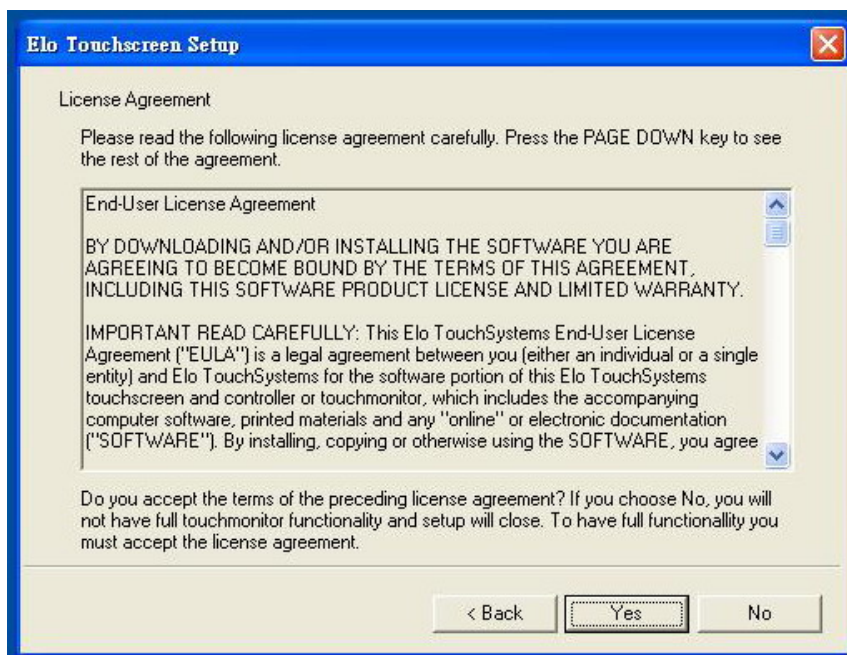 Elo Touchscreen Setup
License Agreement
Please read the following license agreement carefully. Press the PAGE DOWN key to see
the rest of the agreement.
End-User License Agreement
BY DOWNLOADING AND/OR INSTALLING THE SOFTWARE YOU ARE
AGREEING TO BECOME BOUND BY THE TERMS OF THIS AGREEMENT,
INCLUDING THIS SOFTWARE PRODUCT LICENSE AND LIMITED WARRANTY.
IMPORTANT READ CAREFULLY: This Elo TouchSystems End-User License
Agreement ("EULA") is a legal agreement between you (either an individual or a single
entity) and Elo TouchSystems for the software portion of this Elo TouchSystems
touchscreen and controller or touchmonitor, which includes the accompanying
computer software, printed materials and any "online" or electronic documentation
("SOFTWARE"). By installing, copying or otherwise using the SOFTWARE, you agree
Do you accept the terms of the preceding license agreement? If you choose No, you will
not have full touchmonitor functionality and setup will close. To have full functionallity you
must accept the license agreement.
< Back
Yes
No